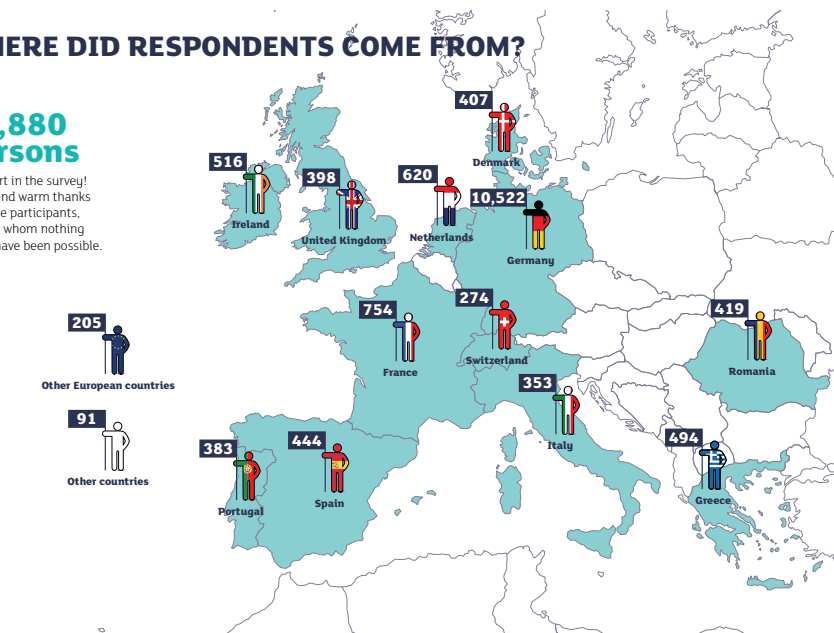 HERE DID RESPONDENTS COME FROM?
,880
rsons
rt in the survey!
end warm thanks
e participants,
whom nothing
have been possible.
407
Denmark
516
Ireland
398
United Kingdom
620
Netherlands
10,522
Germany
205
Other European countries
754
France
274
Switzerland
419
Romania
353
Italy
91
Other countries
383
Portugal
444
Spain
494
Greece